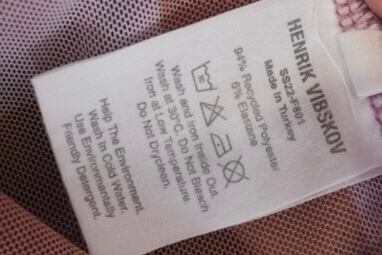 HENRIK VIBSKOV
SS22-F801
Made In Turkey
94% Recycled Polyester
6% Elastene
30
Wash and Iron Inside Out.
Wash at 30°C. Do Not Bleach
Iron at Low Temperature.
Do Not Dryclean.
Help The Environment.
Wash In Cold Water.
Use Environmentally
Friendly Detergent.